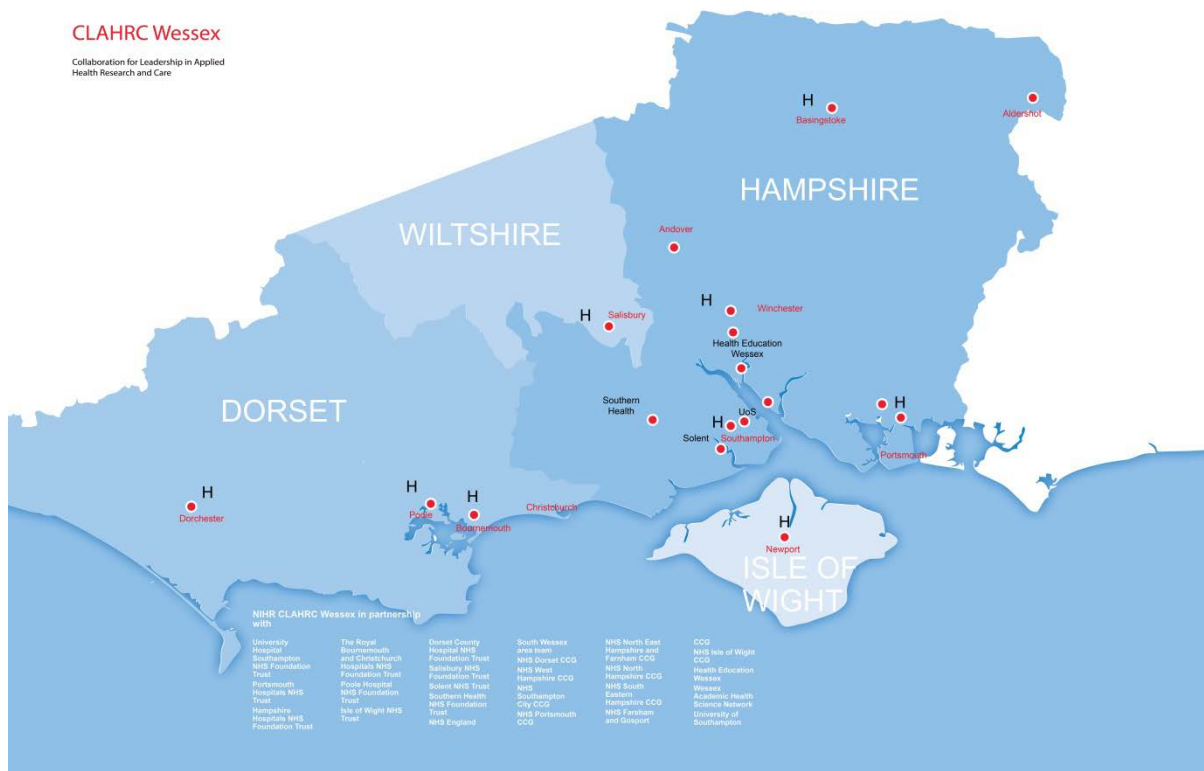 CLAHRC Wessex
Collaboration for Leadership in Applied
Health Research and Care
H
Basingstoke
Aldershot
HAMPSHIRE
WILTSHIRE
Andover
H
Winchester
H
Salisbury
Health Education
Wessex
DORSET
Southern
Health
UoS
H
Southampton
Solent
H
Portsmouth
H
Dorchester
H
Poole
H
Bournemouth
Christchurch
H
Newport
ISLE OF
WIGHT
NIHR CLAHRC Wessex in partnership
with
University
Hospital
Southampton
NHS Foundation
Trust
Portsmouth
Hospitals NHS
Trust
Hampshire
Hospitals NHS
Foundation Trust
The Royal
Bournemouth
and Christchurch
Hospitals NHS
Foundation Trust
Poole Hospital
NHS Foundation
Trust
Isle of Wight NHS
Trust
Dorset County
Hospital NHS
Foundation Trust
Salisbury NHS
Foundation Trust
Solent NHS Trust
Southern Health
NHS Foundation
Trust
NHS England
South Wessex
area team
NHS Dorset CCG
NHS West
Hampshire CCG
NHS
Southampton
City CCG
NHS Portsmouth
CCG
NHS North East
Hampshire and
Farnham CCG
NHS North
Hampshire CCG
NHS South
Eastern
Hampshire CCG
NHS Fareham
and Gosport
CCG
NHS Isle of Wight
CCG
Health Education
Wessex
Wessex
Academic Health
Science Network
University of
Southampton